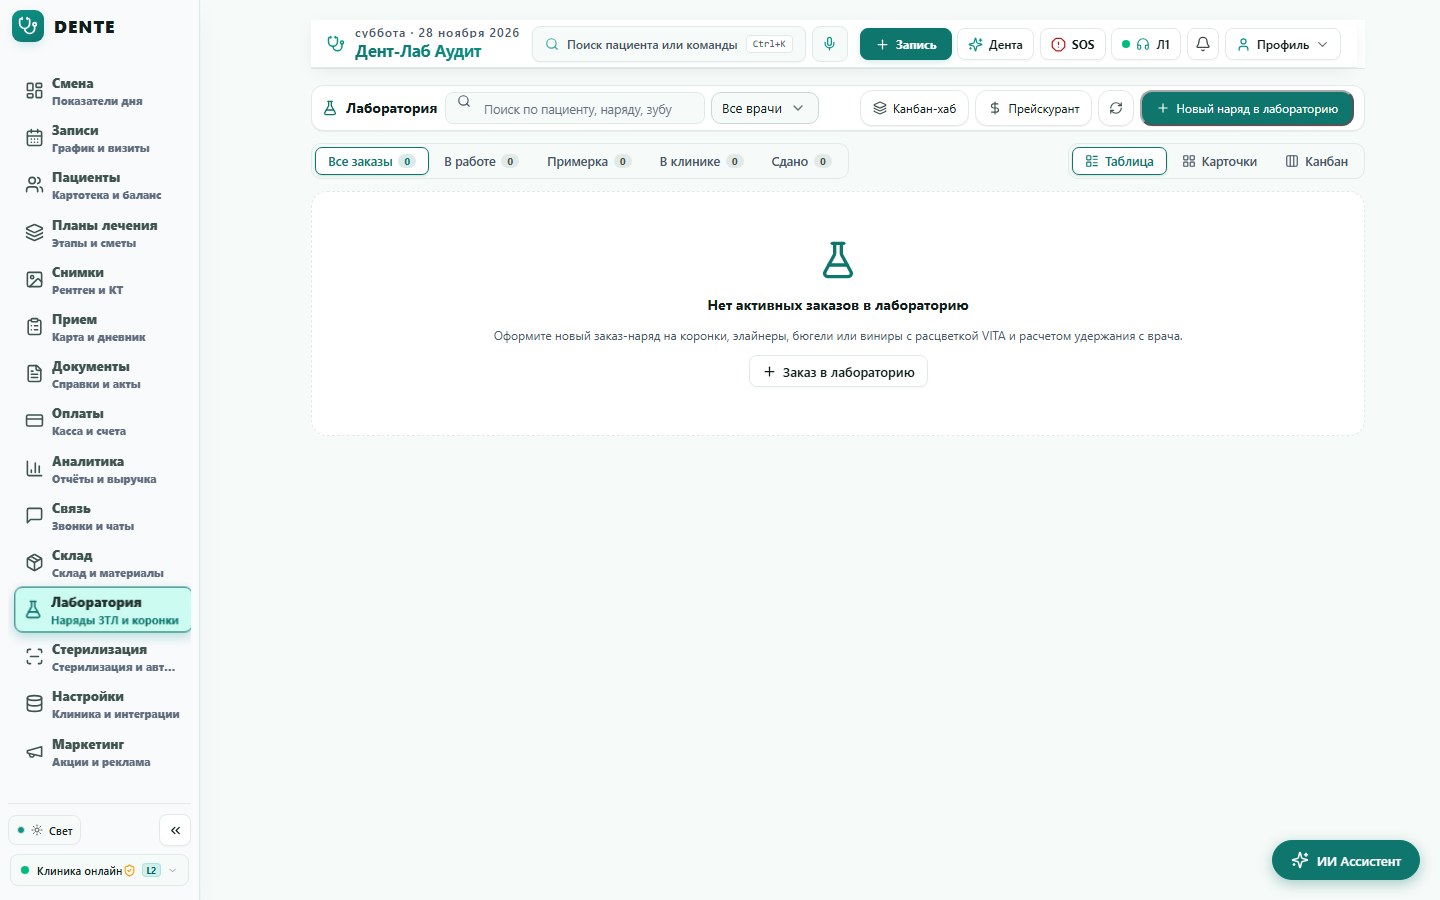 DENTE
Смена
Показатели дня
Записи
График и визиты
Пациенты
Картотека и баланс
Планы лечения
Этапы и сметы
Снимки
Рентген и КТ
Прием
Карта и дневник
Документы
Справки и акты
Оплаты
Касса и счета
Аналитика
Отчёты и выручка
Связь
Звонки и чаты
Склад
Склад и материалы
Лаборатория
Наряды ЗТЛ и коронки
Стерилизация
Стерилизация и авт...
Настройки
Клиника и интеграции
Маркетинг
Акции и реклама
Свет
Клиника онлайн L2
суббота · 28 ноября 2026
Дент-Лаб Аудит
Поиск пациента или команды Ctrl+K
Запись
Дента
SOS
Л1
Профиль
Лаборатория
Поиск по пациенту, наряду, зубу
Все врачи
Канбан-хаб
Прейскурант
Новый наряд в лабораторию
Все заказы 0
В работе 0
Примерка 0
В клинике 0
Сдано 0
Таблица
Карточки
Канбан
Нет активных заказов в лабораторию
Оформите новый заказ-наряд на коронки, элайнеры, бюгели или виниры с расцветкой VITA и расчетом удержания с врача.
Заказ в лабораторию
ИИ Ассистент